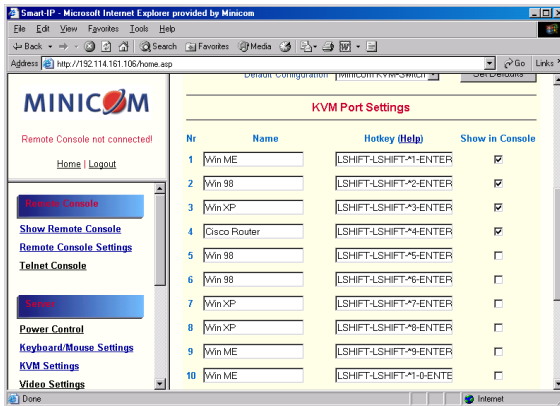 Smart-IP - Microsoft Internet Explorer provided by Minicom
File Edit View Favorites Tools Help
Back Search Favorites Media
Address http://192.114.161.106/home.asp Go Links
MINICOM
Remote Console not connected!
Home | Logout
Remote Console
Show Remote Console
Remote Console Settings
Telnet Console
Server
Power Control
Keyboard/Mouse Settings
KVM Settings
Video Settings
Default Configuration Minicom KVM-Switch Set Defaults
KVM Port Settings
Nr Name Hotkey (Help) Show in Console
1 Win ME LSHIFT-LSHIFT-*1-ENTER
2 Win 98 LSHIFT-LSHIFT-*2-ENTER
3 Win XP LSHIFT-LSHIFT-*3-ENTER
4 Cisco Router LSHIFT-LSHIFT-*4-ENTER
5 Win 98 LSHIFT-LSHIFT-*5-ENTER
6 Win 98 LSHIFT-LSHIFT-*6-ENTER
7 Win XP LSHIFT-LSHIFT-*7-ENTER
8 Win XP LSHIFT-LSHIFT-*8-ENTER
9 Win ME LSHIFT-LSHIFT-*9-ENTER
10 Win ME LSHIFT-LSHIFT-*1-0-ENTE
Done Internet